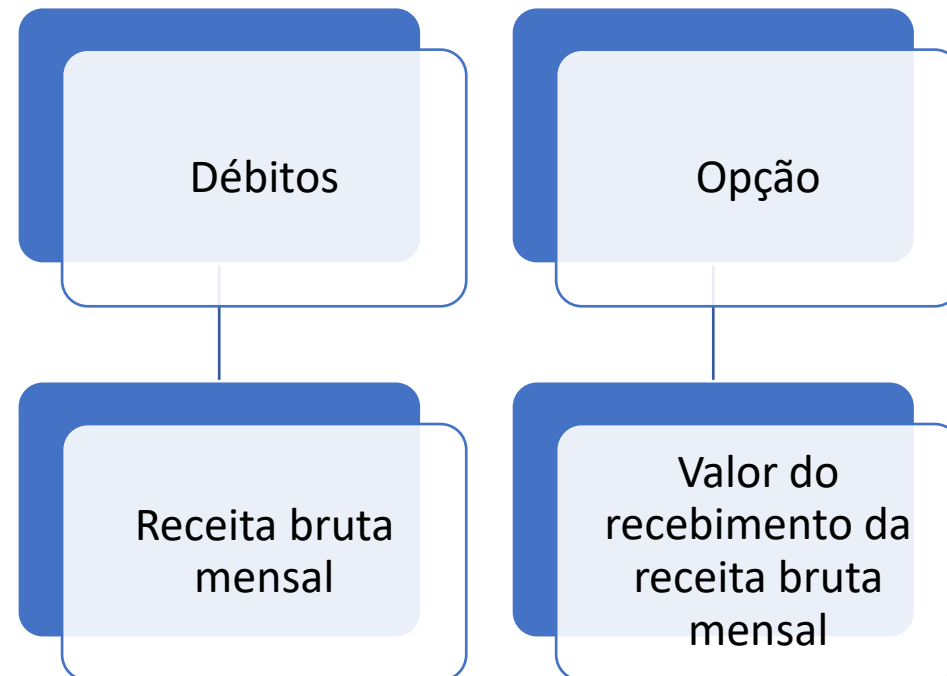 Débitos
Opção
Receita bruta
mensal
Valor do
recebimento da
receita bruta
mensal